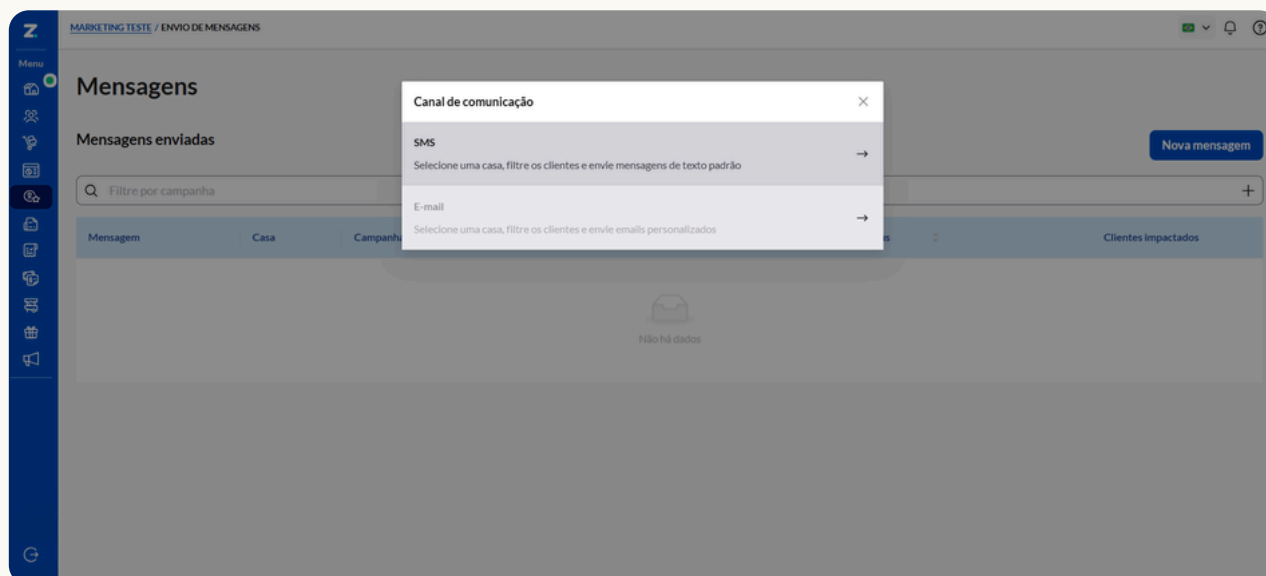 Z.
MARKETING TESTE / ENVIO DE MENSAGENS
Menu
Mensagens
Mensagens enviadas
Nova mensagem
Filtre por campanha
Mensagem
Casa
Campanha
Clientes impactados
Não há dados
Canal de comunicação
SMS
Selecione uma casa, filtre os clientes e envie mensagens de texto padrão
E-mail
Selecione uma casa, filtre os clientes e envie emails personalizados